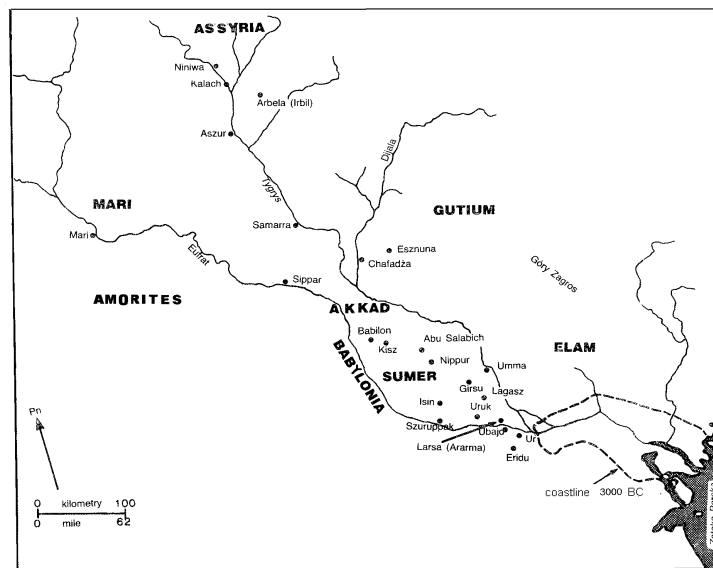 ASSYRIA
Niniwa
Kalach
Arbela (Irbil)
Aszur
Dijala
Tygrys
MARI
GUTIUM
Samarra
Mari
Esznuna
Eufrat
Chafadża
Góry Zagros
Sippar
AMORITES
AKKAD
Babilon
Abu Salabich
Kisz
ELAM
BABYLONIA
Nippur
Umma
SUMER
Girsu
Lagasz
Isin
Uruk
Pn
Szuruppak
Ubajd
Ur
Larsa (Ararma)
Eridu
coastline 3000 BC
0 kilometry 100
0 mile 62
Zatoka Perska